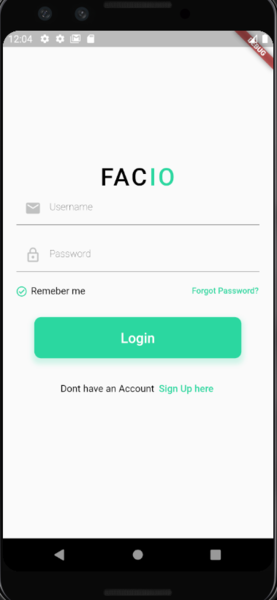 12:04
DEBUG
FACIO
Username
Password
Remeber me
Forgot Password?
Login
Dont have an Account Sign Up here